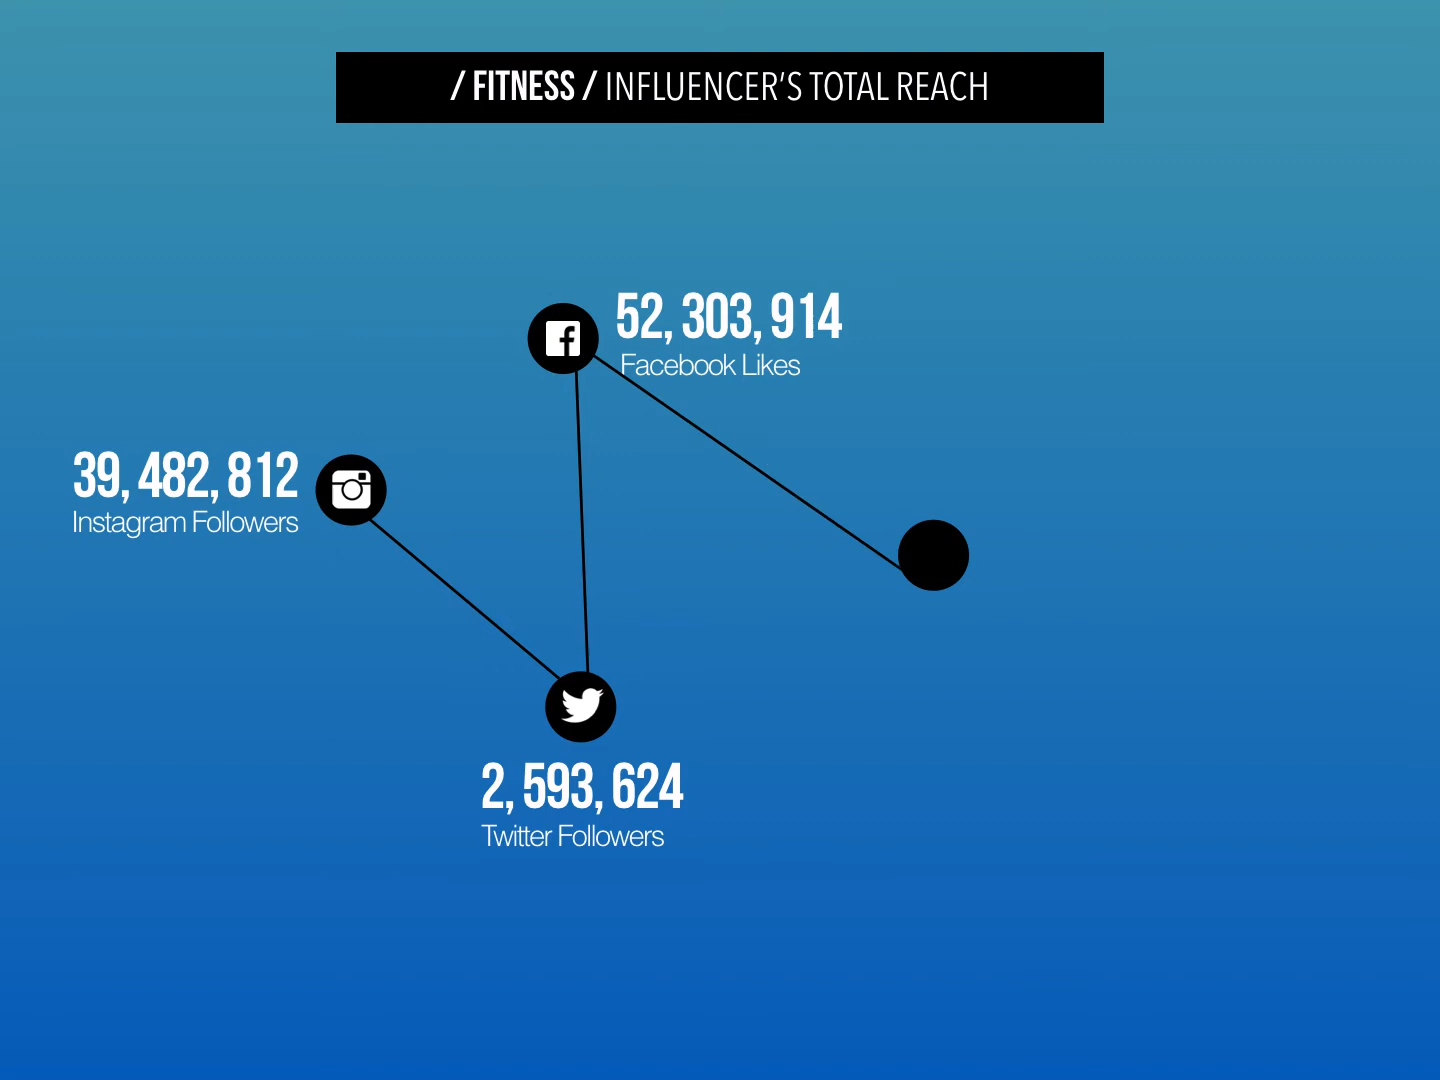 / FITNESS / INFLUENCER'S TOTAL REACH
52, 303, 914
Facebook Likes
39, 482, 812
Instagram Followers
2, 593, 624
Twitter Followers